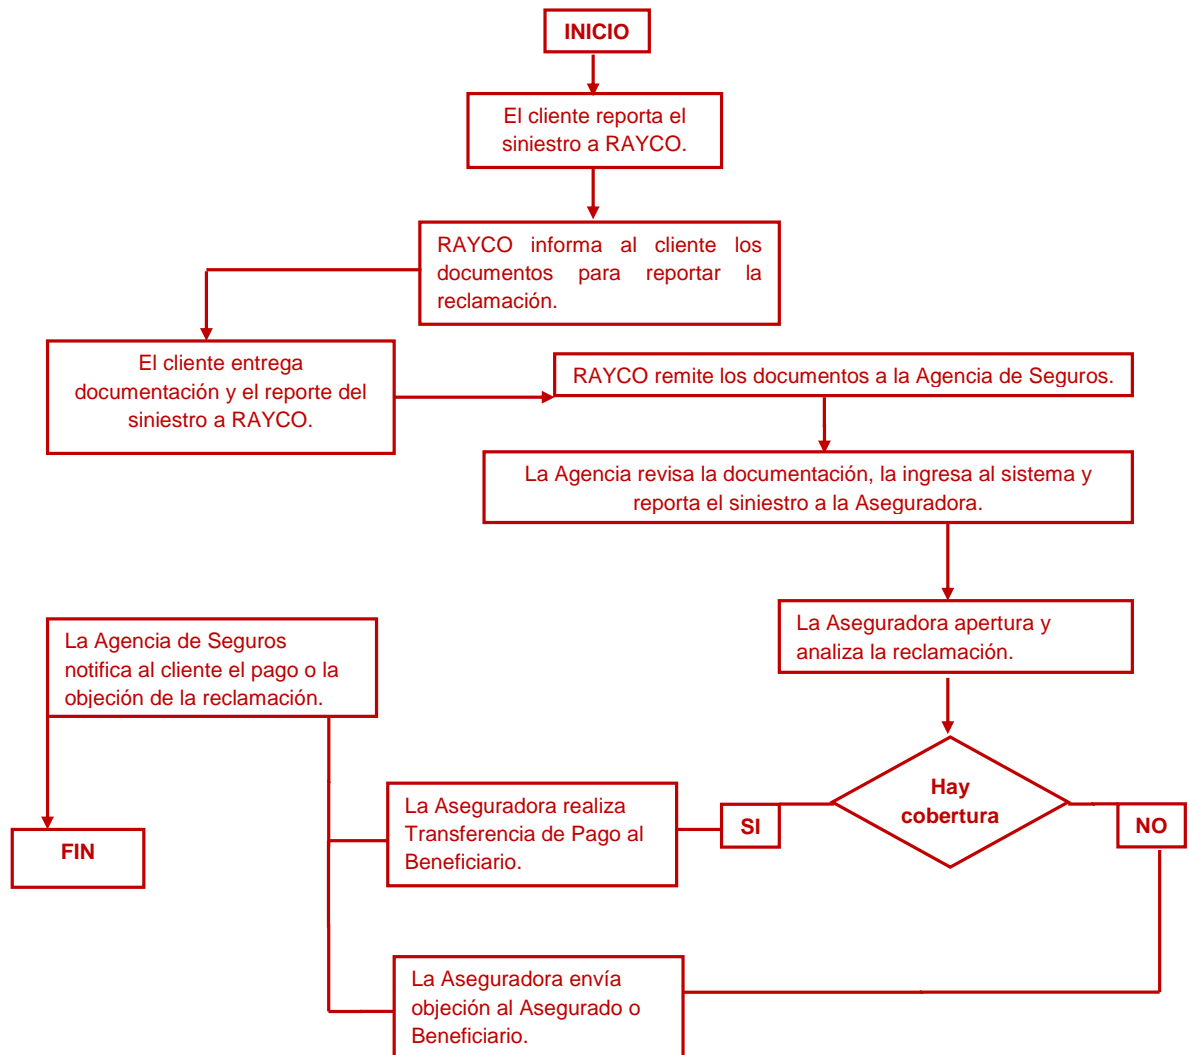 INICIO
El cliente reporta el
siniestro a RAYCO.
RAYCO informa al cliente los
documentos para reportar la
reclamación.
El cliente entrega
documentación y el reporte del
siniestro a RAYCO.
RAYCO remite los documentos a la Agencia de Seguros.
La Agencia revisa la documentación, la ingresa al sistema y
reporta el siniestro a la Aseguradora.
La Aseguradora apertura y
analiza la reclamación.
Hay
cobertura
SI
NO
La Aseguradora realiza
Transferencia de Pago al
Beneficiario.
La Aseguradora envía
objeción al Asegurado o
Beneficiario.
La Agencia de Seguros
notifica al cliente el pago o la
objeción de la reclamación.
FIN